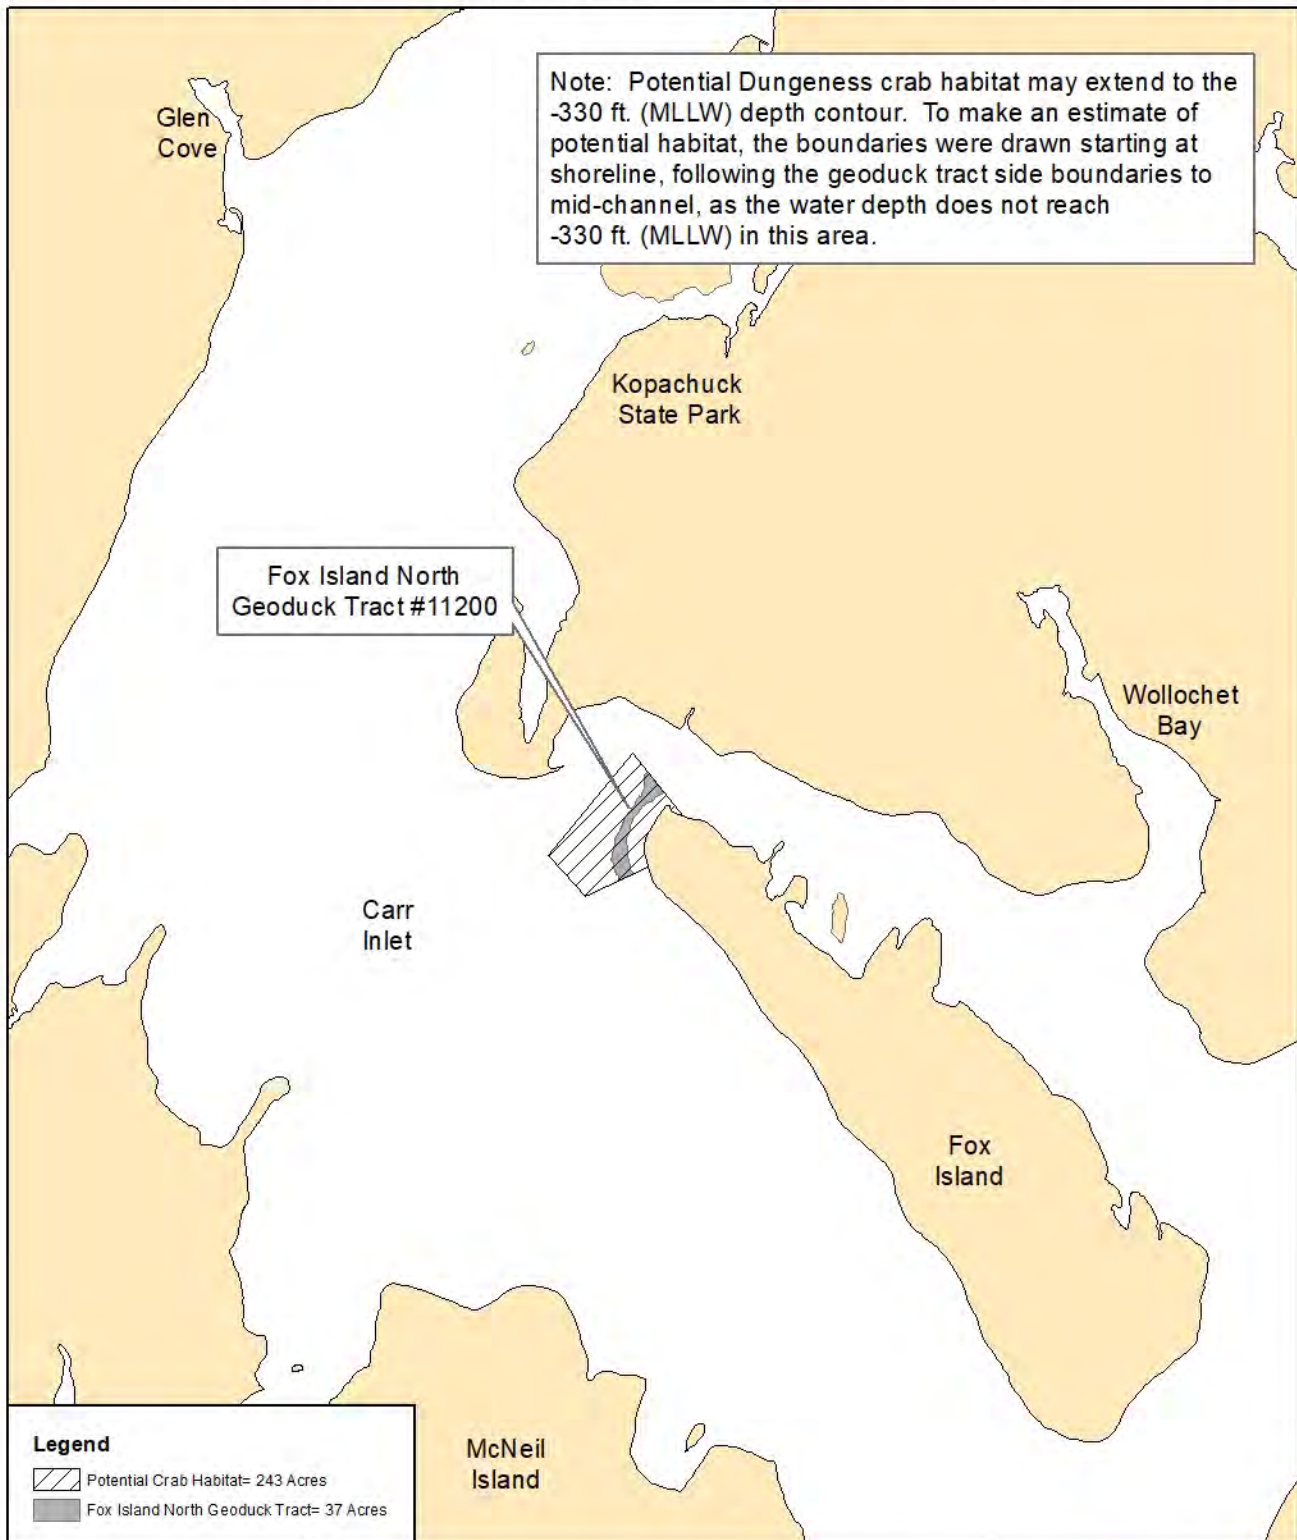 Note: Potential Dungeness crab habitat may extend to the
-330 ft. (MLLW) depth contour. To make an estimate of
potential habitat, the boundaries were drawn starting at
shoreline, following the geoduck tract side boundaries to
mid-channel, as the water depth does not reach
-330 ft. (MLLW) in this area.
Glen
Cove
Kopachuck
State Park
Fox Island North
Geoduck Tract #11200
Wollochet
Bay
Carr
Inlet
Fox
Island
McNeil
Island
Legend
Potential Crab Habitat= 243 Acres
Fox Island North Geoduck Tract= 37 Acres